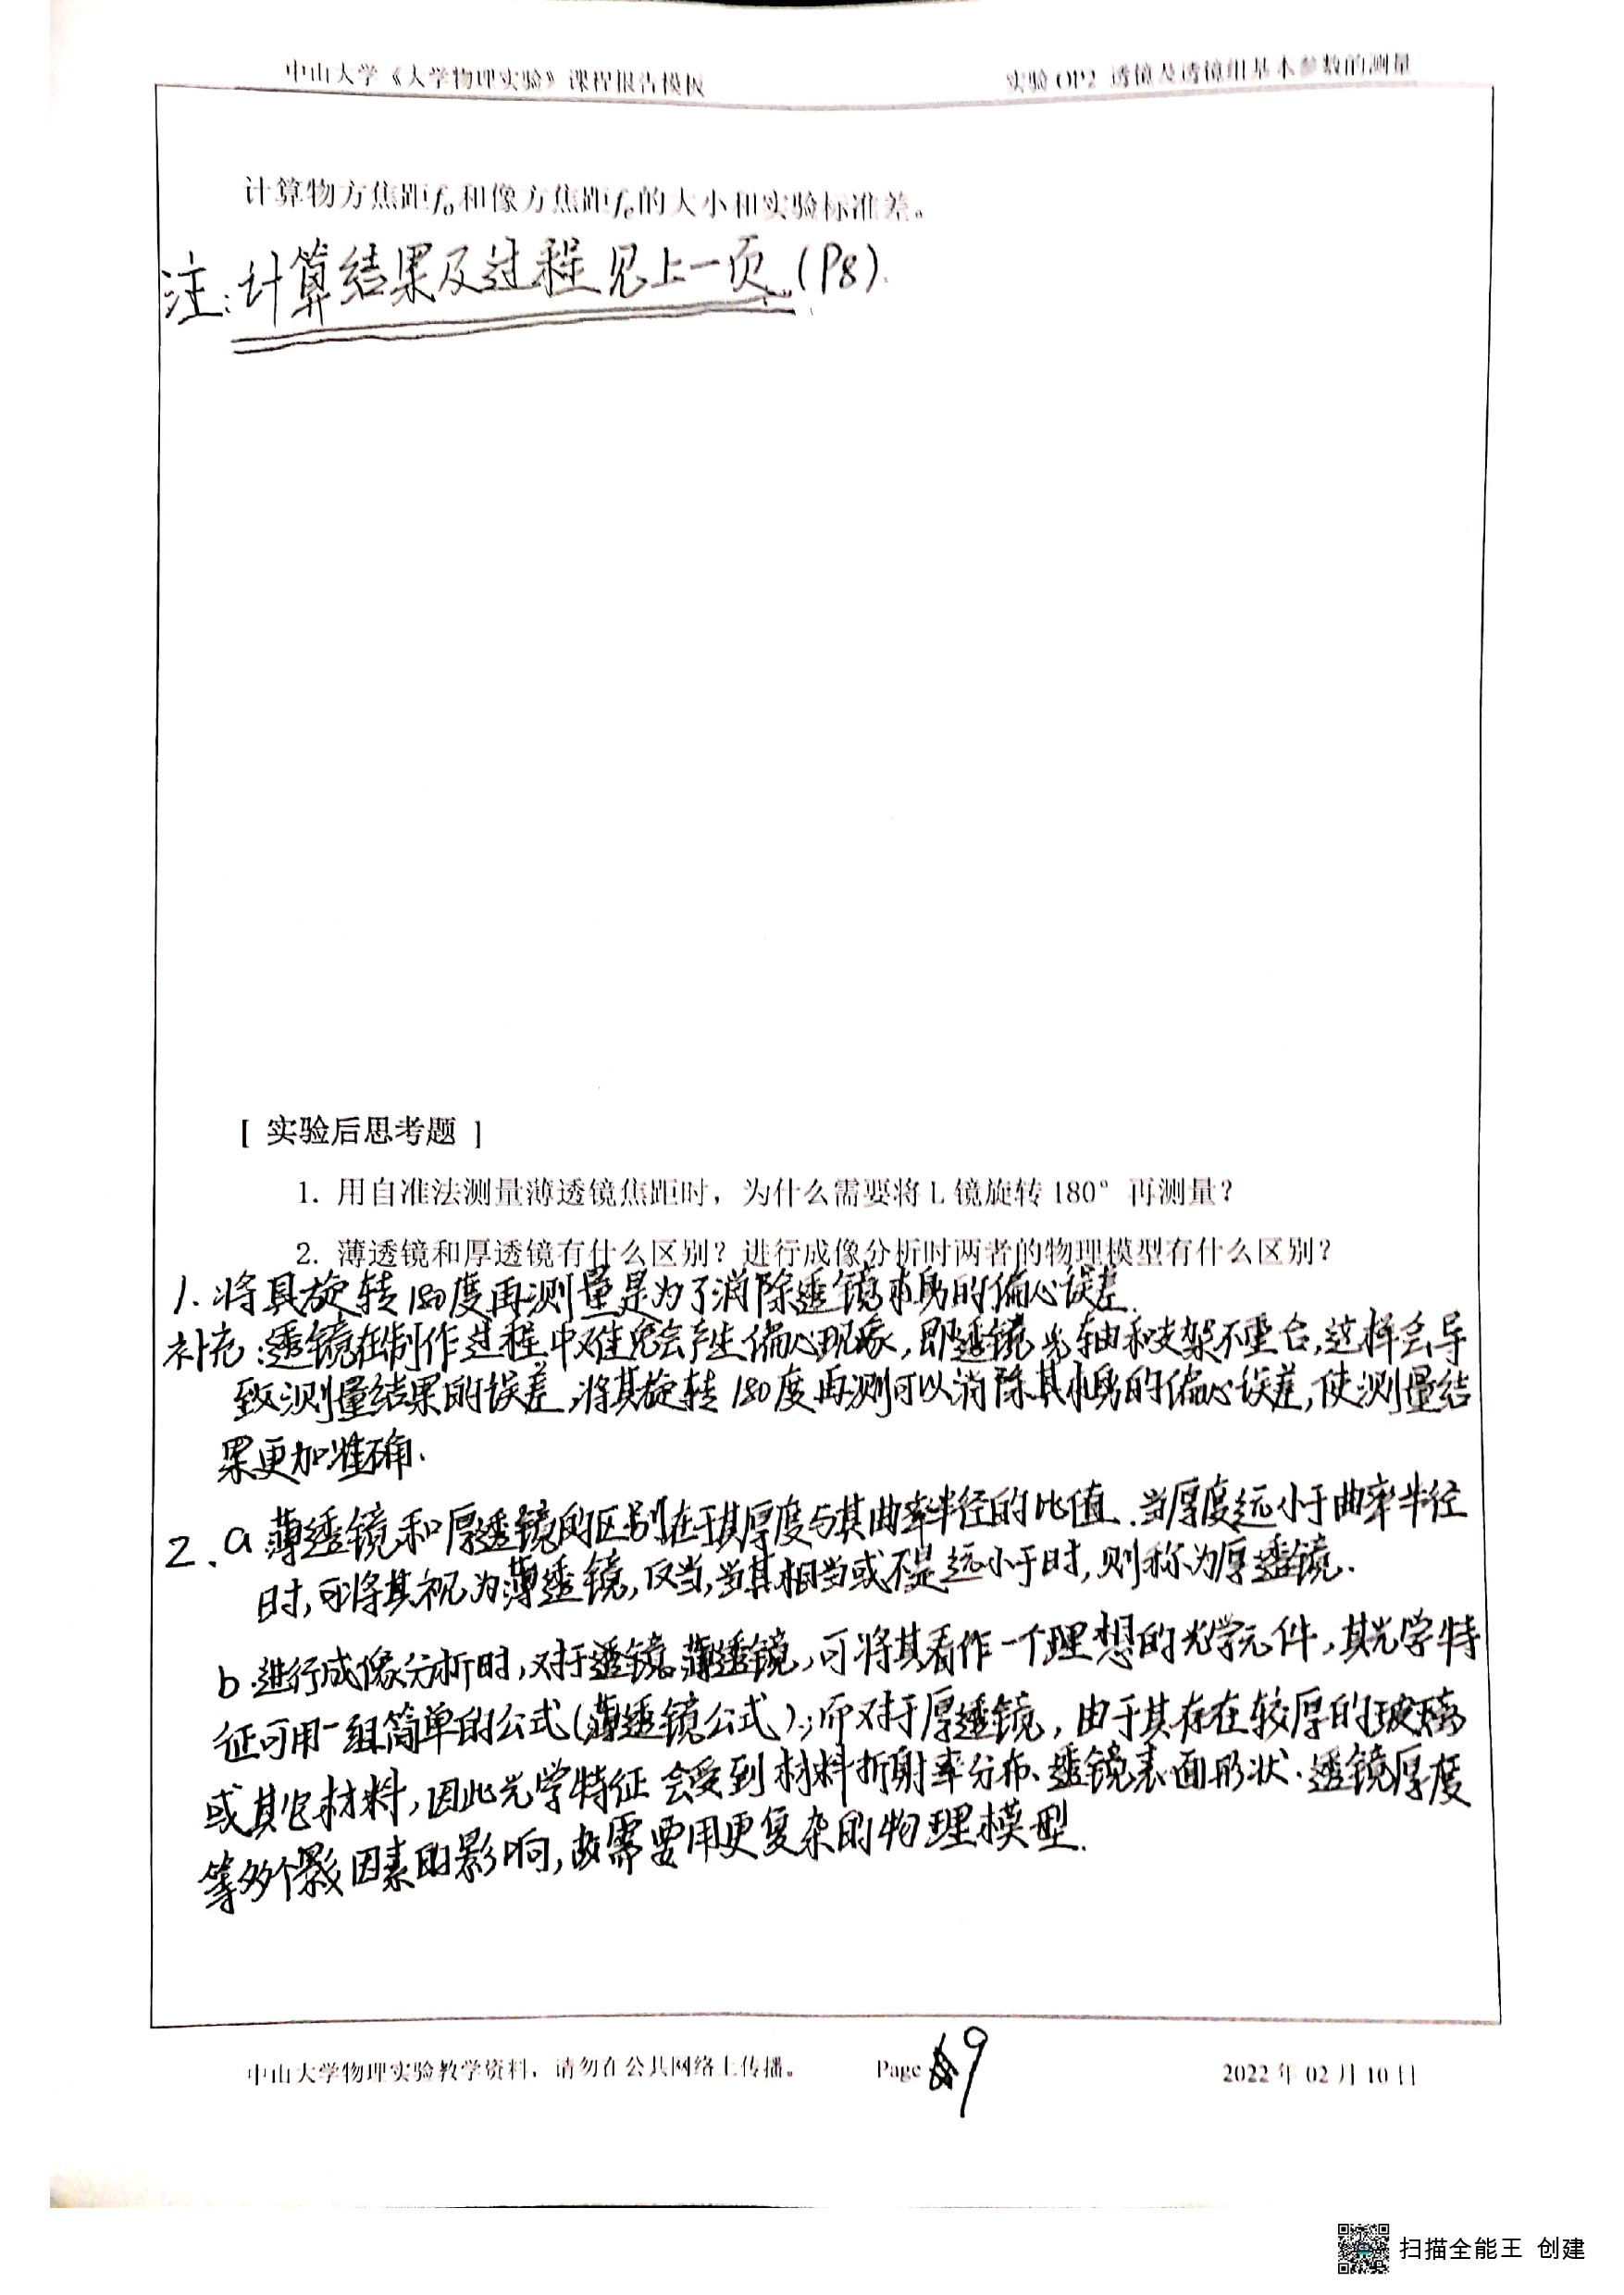 中山大学《大学物理实验》课程报告模板
实验 OP2 透镜及透镜组基本参数的测量
计算物方焦距fo和像方焦距fe的大小和实验标准差。
注:计算结果及过程见上一页(P8).
[ 实验后思考题 ]
1. 用自准法测量薄透镜焦距时，为什么需要将 L 镜旋转 180° 再测量？
2. 薄透镜和厚透镜有什么区别？进行成像分析时两者的物理模型有什么区别？
1. 将其旋转180度再测量是为了消除透镜本身的偏心误差.
补充:透镜在制作过程中难免会产生偏心现象,即透镜光轴和支架不重合,这样会导
致测量结果的误差,将其旋转180度再测可以消除其本身的偏心误差,使测量结
果更加准确.
2. a 薄透镜和厚透镜的区别在于其厚度与其曲率半径的比值.当厚度远小于曲率半径
时,可将其视为薄透镜,仅当,当其相当或不是远小于时,则称为厚透镜.
b.进行成像分析时,对于透镜薄透镜,可将其看作一个理想的光学元件,其光学特
征可用一组简单的公式(薄透镜公式);而对于厚透镜,由于其存在较厚的玻璃
或其它材料,因此光学特征会受到材料折射率分布、透镜表面形状、透镜厚度
等多个因素的影响,故需要用更复杂的物理模型.
中山大学物理实验教学资料，请勿在公共网络上传播。
Page 9
2022 年 02 月 10 日
扫描全能王 创建